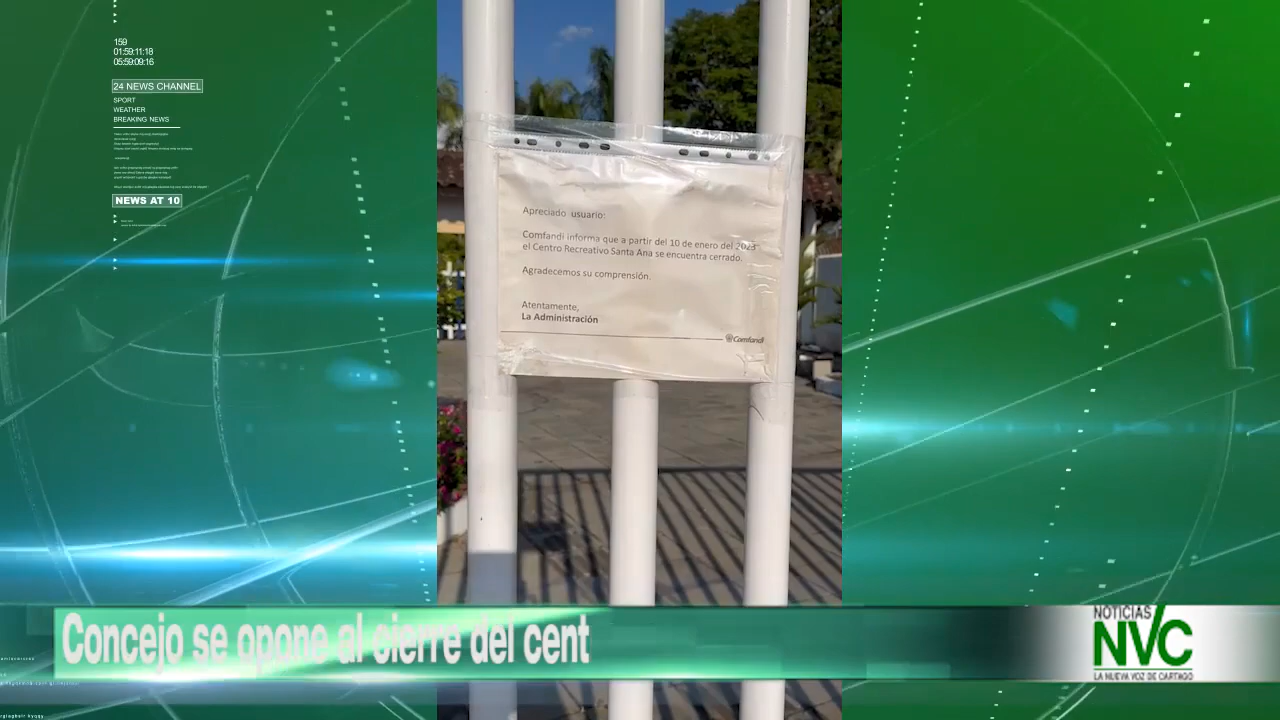 159
01:59:11:18
05:59:09:16
24 NEWS CHANNEL
SPORT
WEATHER
BREAKING NEWS
NEWS AT 10
Apreciado usuario:
Comfandi informa que a partir del 10 de enero del 2023
el Centro Recreativo Santa Ana se encuentra cerrado.
Agradecemos su comprensión.
Atentamente,
La Administración
Comfandi
Concejo se opone al cierre del cent
NOTICIAS
NVC
LA NUEVA VOZ DE CARTAGO